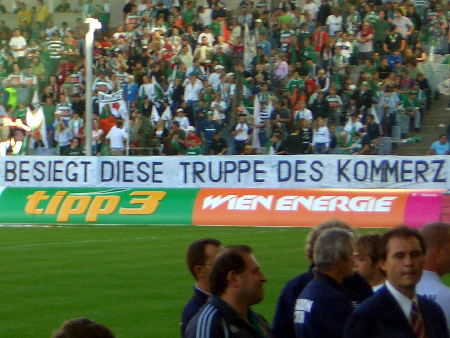 BESIEGT DIESE TRUPPE DES KOMMERZ
tipp3 WIEN ENERGIE